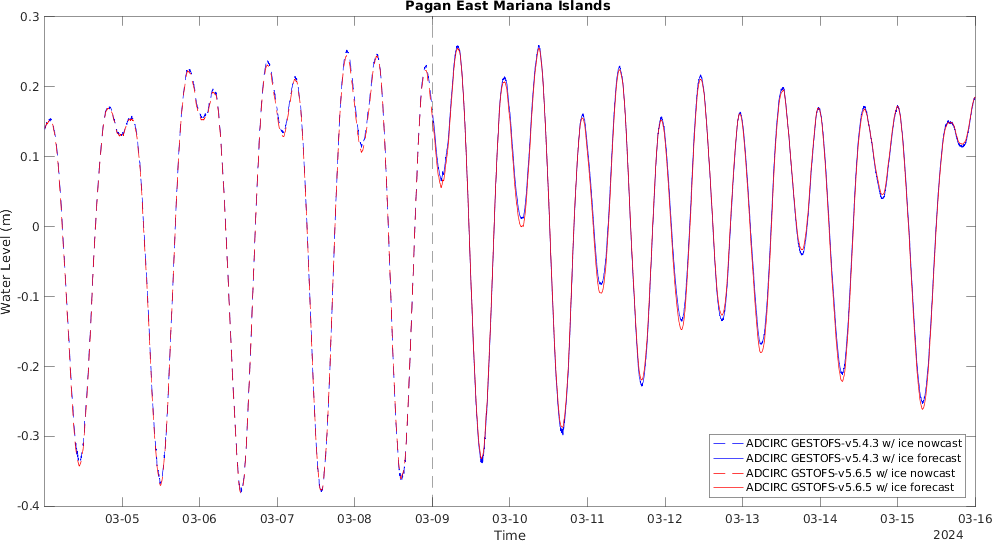 Pagan East Mariana Islands
0.3
0.2
0.1
0
-0.1
-0.2
-0.3
-0.4
Water Level (m)
ADCIRC GESTOFS-v5.4.3 w/ ice nowcast
ADCIRC GESTOFS-v5.4.3 w/ ice forecast
ADCIRC GSTOFS-v5.6.5 w/ ice nowcast
ADCIRC GSTOFS-v5.6.5 w/ ice forecast
03-05 03-06 03-07 03-08 03-09 03-10 03-11 03-12 03-13 03-14 03-15 03-16
Time
2024